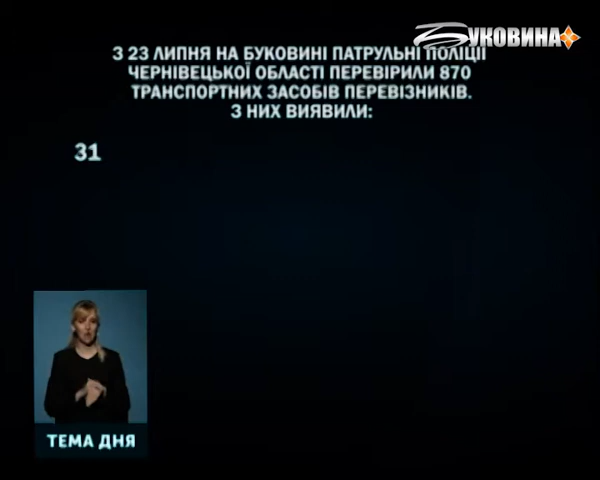 БУКОВИНА
З 23 ЛИПНЯ НА БУКОВИНІ ПАТРУЛЬНІ ПОЛІЦІЇ
ЧЕРНІВЕЦЬКОЇ ОБЛАСТІ ПЕРЕВІРИЛИ 870
ТРАНСПОРТНИХ ЗАСОБІВ ПЕРЕВІЗНИКІВ.
З НИХ ВИЯВИЛИ:
31
ТЕМА ДНЯ